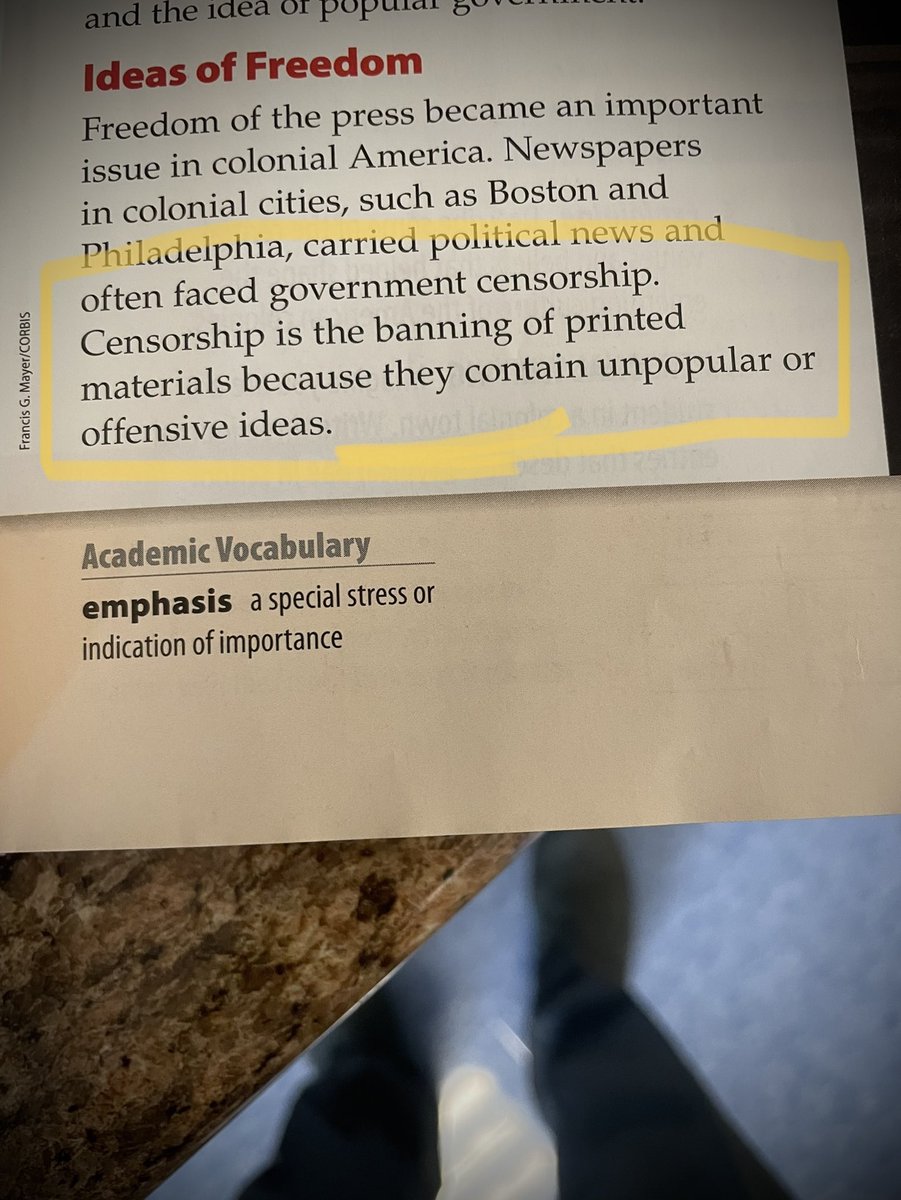 and the idea of popular government.
Ideas of Freedom
Freedom of the press became an important
issue in colonial America. Newspapers
in colonial cities, such as Boston and
Philadelphia, carried political news and
often faced government censorship.
Censorship is the banning of printed
materials because they contain unpopular or
offensive ideas.
Francis G. Mayer/CORBIS
Academic Vocabulary
emphasis a special stress or
indication of importance